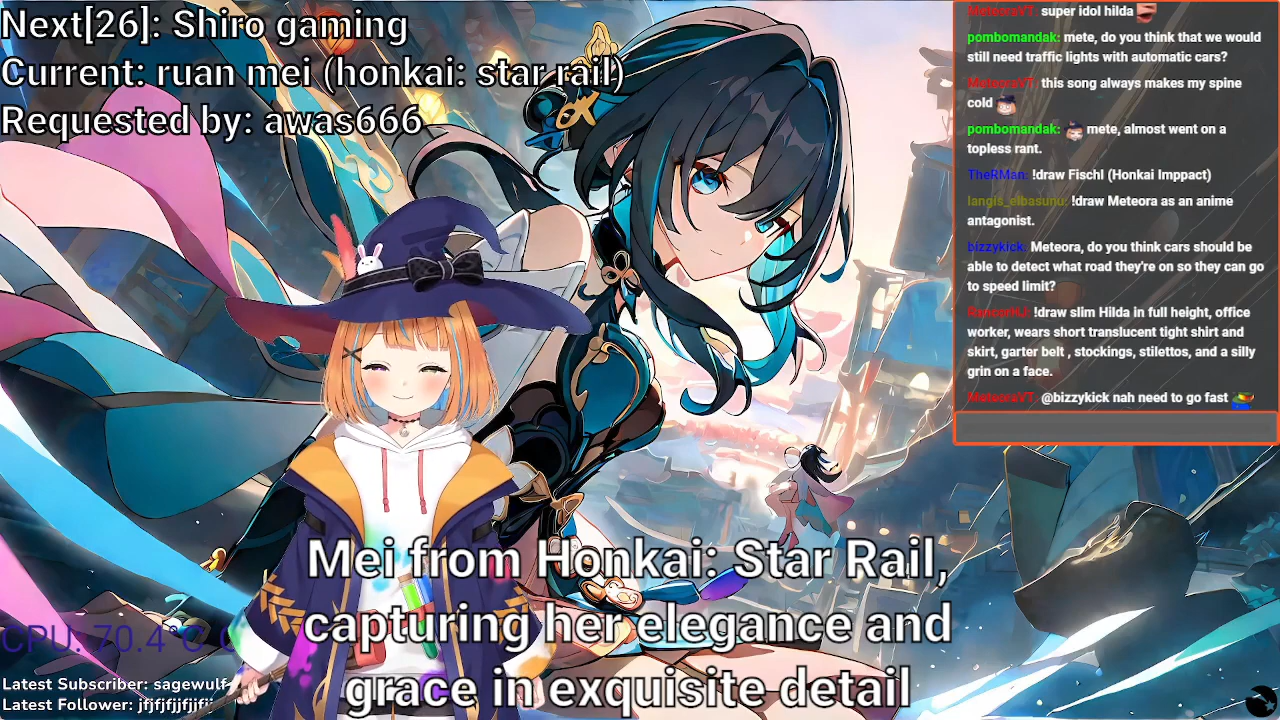 Next[26]: Shiro gaming
Current: ruan mei (honkai: star rail)
Requested by: awas666
MeteoraVT: super idol hilda
pombomandak: mete, do you think that we would
still need traffic lights with automatic cars?
MeteoraVT: this song always makes my spine
cold
pombomandak: mete, almost went on a
topless rant.
TheRMan: !draw Fischl (Honkai Imppact)
langis_elbasunu: !draw Meteora as an anime
antagonist.
bizzykick: Meteora, do you think cars should be
able to detect what road they're on so they can go
to speed limit?
!draw slim Hilda in full height, office
worker, wears short translucent tight shirt and
skirt, garter belt , stockings, stilettos, and a silly
grin on a face.
MeteoraVT: @bizzykick nah need to go fast
Mei from Honkai: Star Rail,
capturing her elegance and
grace in exquisite detail
CPU: 70.4°C
Latest Subscriber: sagewulf
Latest Follower: